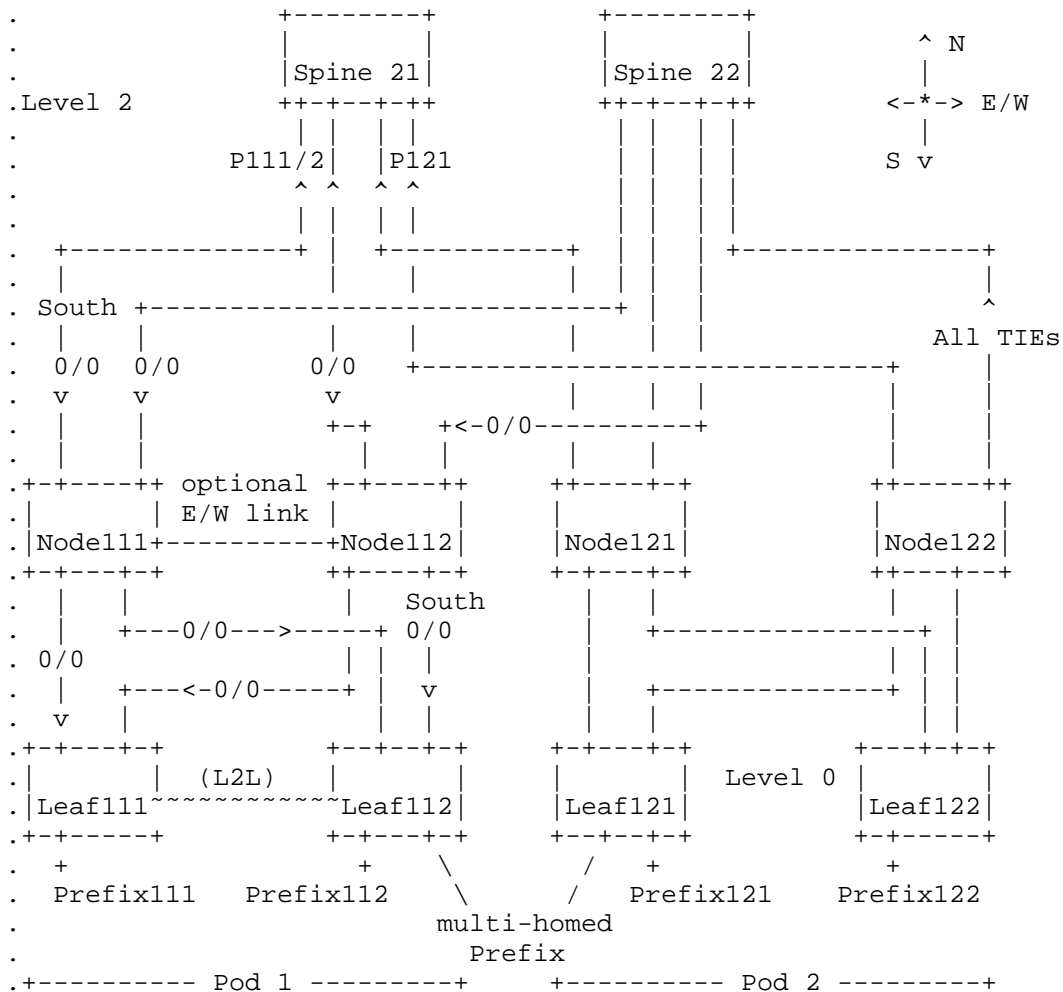 ^ N
Spine 21 Spine 22
Level 2 <-*-> E/W
P111/2 P121 S v
^ ^ ^ ^
South ^
All TIEs
0/0 0/0 0/0
v v v
<-0/0
optional
E/W link
Node111 Node112 Node121 Node122
South
0/0 > 0/0
0/0
<-0/0 v
v
(L2L) Level 0
Leaf111~~~~~~~~~~~~Leaf112 Leaf121 Leaf122
Prefix111 Prefix112 Prefix121 Prefix122
multi-homed
Prefix
Pod 1 Pod 2